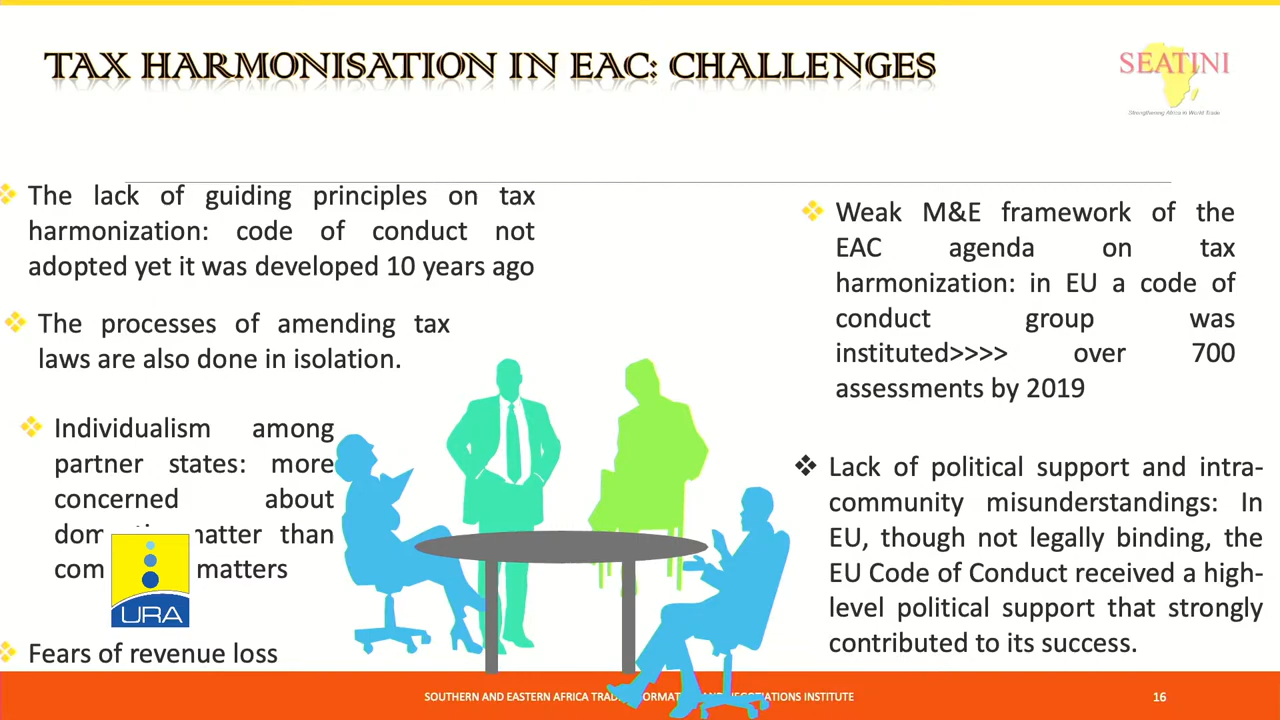 TAX HARMONISATION IN EAC: CHALLENGES
SEATINI
Strengthening Africa in World Trade
The lack of guiding principles on tax
harmonization: code of conduct not
adopted yet it was developed 10 years ago
The processes of amending tax
laws are also done in isolation.
Individualism among
partner states: more
concerned about
matter than
matters
URA
Fears of revenue loss
Weak M&E framework of the
EAC agenda on tax
harmonization: in EU a code of
conduct group was
instituted>>>> over 700
assessments by 2019
Lack of political support and intra-
community misunderstandings: In
EU, though not legally binding, the
EU Code of Conduct received a high-
level political support that strongly
contributed to its success.
SOUTHERN AND EASTERN AFRICA INSTITUTE
16